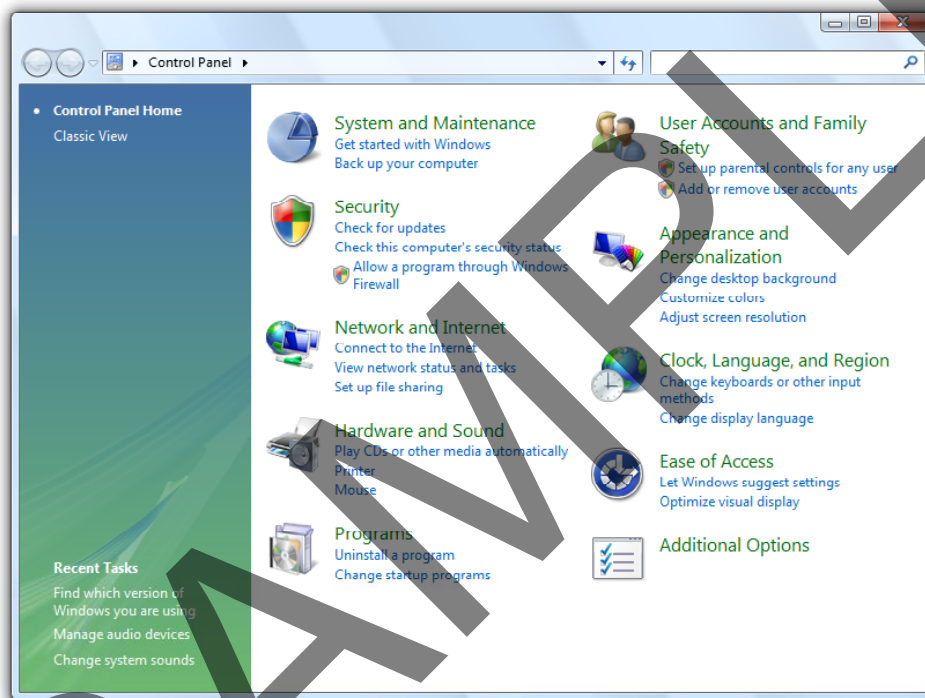 Control Panel
Control Panel Home
Classic View
System and Maintenance
Get started with Windows
Back up your computer
Security
Check for updates
Check this computer's security status
Allow a program through Windows
Firewall
Network and Internet
Connect to the Internet
View network status and tasks
Set up file sharing
Hardware and Sound
Play CDs or other media automatically
Printer
Mouse
Programs
Uninstall a program
Change startup programs
User Accounts and Family
Safety
Set up parental controls for any user
Add or remove user accounts
Appearance and
Personalization
Change desktop background
Customize colors
Adjust screen resolution
Clock, Language, and Region
Change keyboards or other input
methods
Change display language
Ease of Access
Let Windows suggest settings
Optimize visual display
Additional Options
Recent Tasks
Find which version of
Windows you are using
Manage audio devices
Change system sounds
SAMPLE